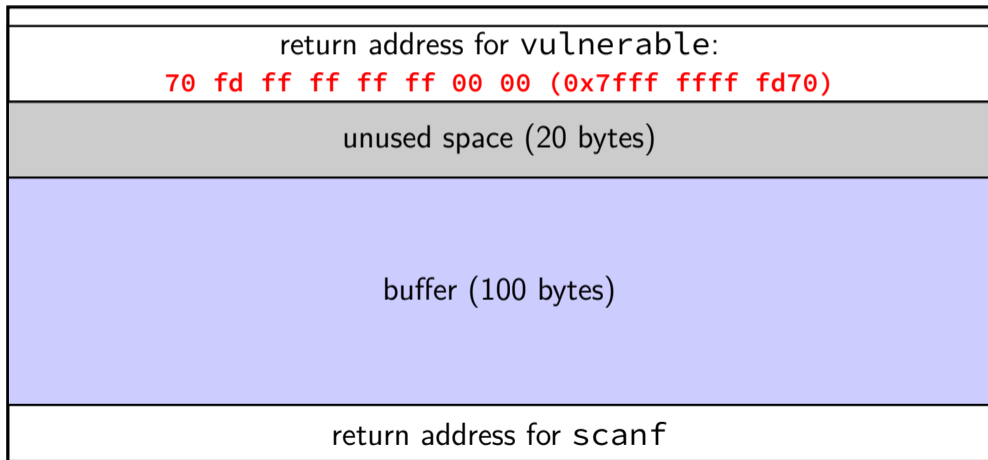 return address for vulnerable:
70 fd ff ff ff ff 00 00 (0x7fff ffff fd70)
unused space (20 bytes)
buffer (100 bytes)
return address for scanf